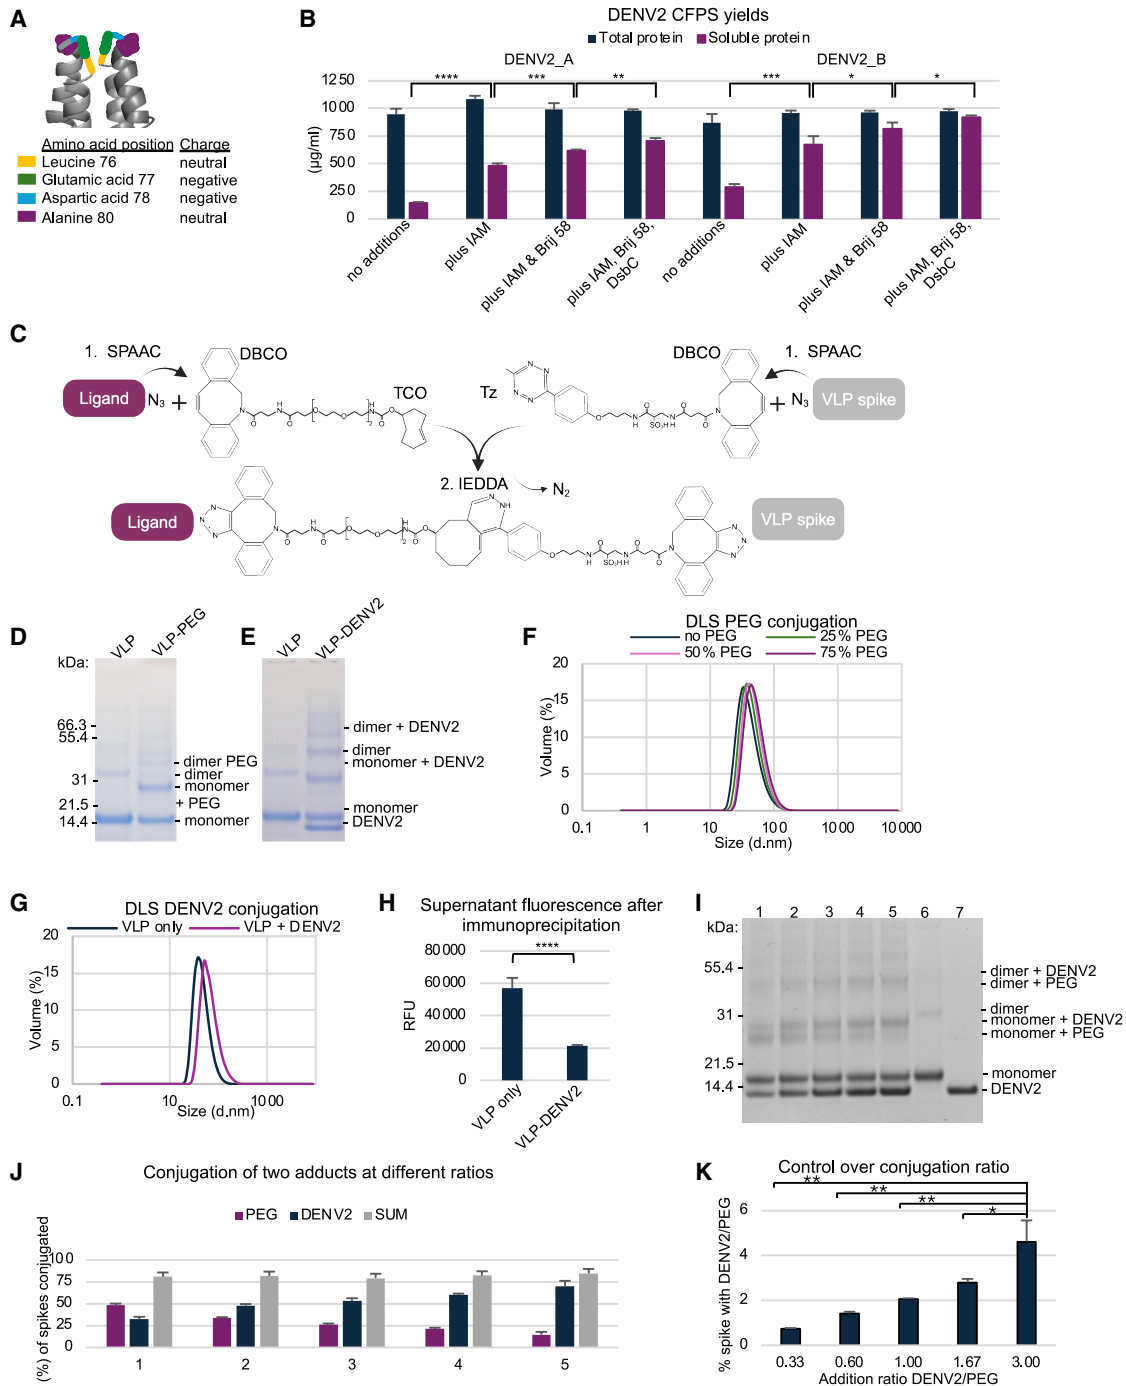 A
Amino acid position Charge
Leucine 76 neutral
Glutamic acid 77 negative
Aspartic acid 78 negative
Alanine 80 neutral
B
DENV2 CFPS yields
Total protein Soluble protein
DENV2_A DENV2_B
**** *** ** *** * *
(µg/ml)
1250
1000
750
500
250
0
no additions
plus IAM
plus IAM & Brij 58
plus IAM, Brij 58,
DsbC
no additions
plus IAM
plus IAM & Brij 58
plus IAM, Brij 58,
DsbC
C
1. SPAAC DBCO DBCO 1. SPAAC
Ligand N3 + TCO Tz + N3 VLP spike
2. IEDDA N2
Ligand VLP spike
D
VLP
VLP-PEG
kDa:
66.3
55.4
31
21.5
14.4
dimer PEG
dimer
monomer
+ PEG
monomer
E
VLP
VLP-DENV2
dimer + DENV2
dimer
monomer + DENV2
monomer
DENV2
F
DLS PEG conjugation
no PEG 25% PEG
50% PEG 75% PEG
Volume (%)
20
15
10
5
0
0.1 1 10 100 1000 10000
Size (d.nm)
G
DLS DENV2 conjugation
VLP only VLP + DENV2
Volume (%)
20
15
10
5
0
0.1 10 1000
Size (d.nm)
H
Supernatant fluorescence after
immunoprecipitation
****
RFU
80000
60000
40000
20000
0
VLP only
VLP-DENV2
I
1 2 3 4 5 6 7
kDa:
55.4
31
21.5
14.4
dimer + DENV2
dimer + PEG
dimer
monomer + DENV2
monomer + PEG
monomer
DENV2
J
Conjugation of two adducts at different ratios
PEG DENV2 SUM
(%) of spikes conjugated
100
75
50
25
0
1 2 3 4 5
K
Control over conjugation ratio
**
**
**
*
% spike with DENV2/PEG
6
4
2
0
0.33 0.60 1.00 1.67 3.00
Addition ratio DENV2/PEG